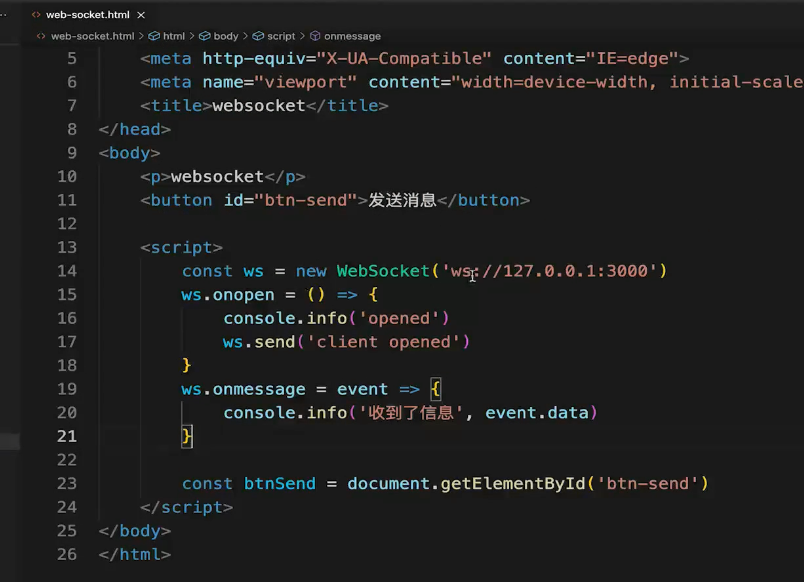 web-socket.html
web-socket.html > html > body > script > onmessage
5 <meta http-equiv="X-UA-Compatible" content="IE=edge">
6 <meta name="viewport" content="width=device-width, initial-scale
7 <title>websocket</title>
8 </head>
9 <body>
10 <p>websocket</p>
11 <button id="btn-send">发送消息</button>
12
13 <script>
14 const ws = new WebSocket('ws://127.0.0.1:3000')
15 ws.onopen = () => {
16 console.info('opened')
17 ws.send('client opened')
18 }
19 ws.onmessage = event => {
20 console.info('收到了信息', event.data)
21 }
22
23 const btnSend = document.getElementById('btn-send')
24 </script>
25 </body>
26 </html>